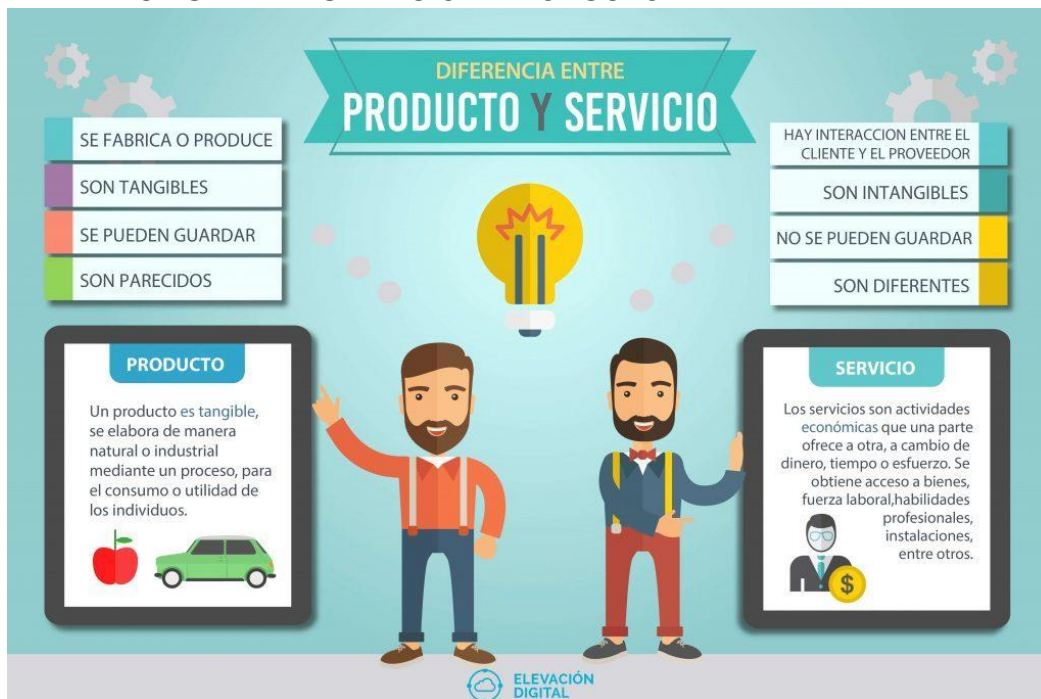 DIFERENCIA ENTRE
PRODUCTO Y SERVICIO
SE FABRICA O PRODUCE
SON TANGIBLES
SE PUEDEN GUARDAR
SON PARECIDOS
HAY INTERACCION ENTRE EL
CLIENTE Y EL PROVEEDOR
SON INTANGIBLES
NO SE PUEDEN GUARDAR
SON DIFERENTES
PRODUCTO
Un producto es tangible,
se elabora de manera
natural o industrial
mediante un proceso, para
el consumo o utilidad de
los individuos.
SERVICIO
Los servicios son actividades
económicas que una parte
ofrece a otra, a cambio de
dinero, tiempo o esfuerzo. Se
obtiene acceso a bienes,
fuerza laboral,habilidades
profesionales,
instalaciones,
entre otros.
$
ELEVACIÓN
DIGITAL